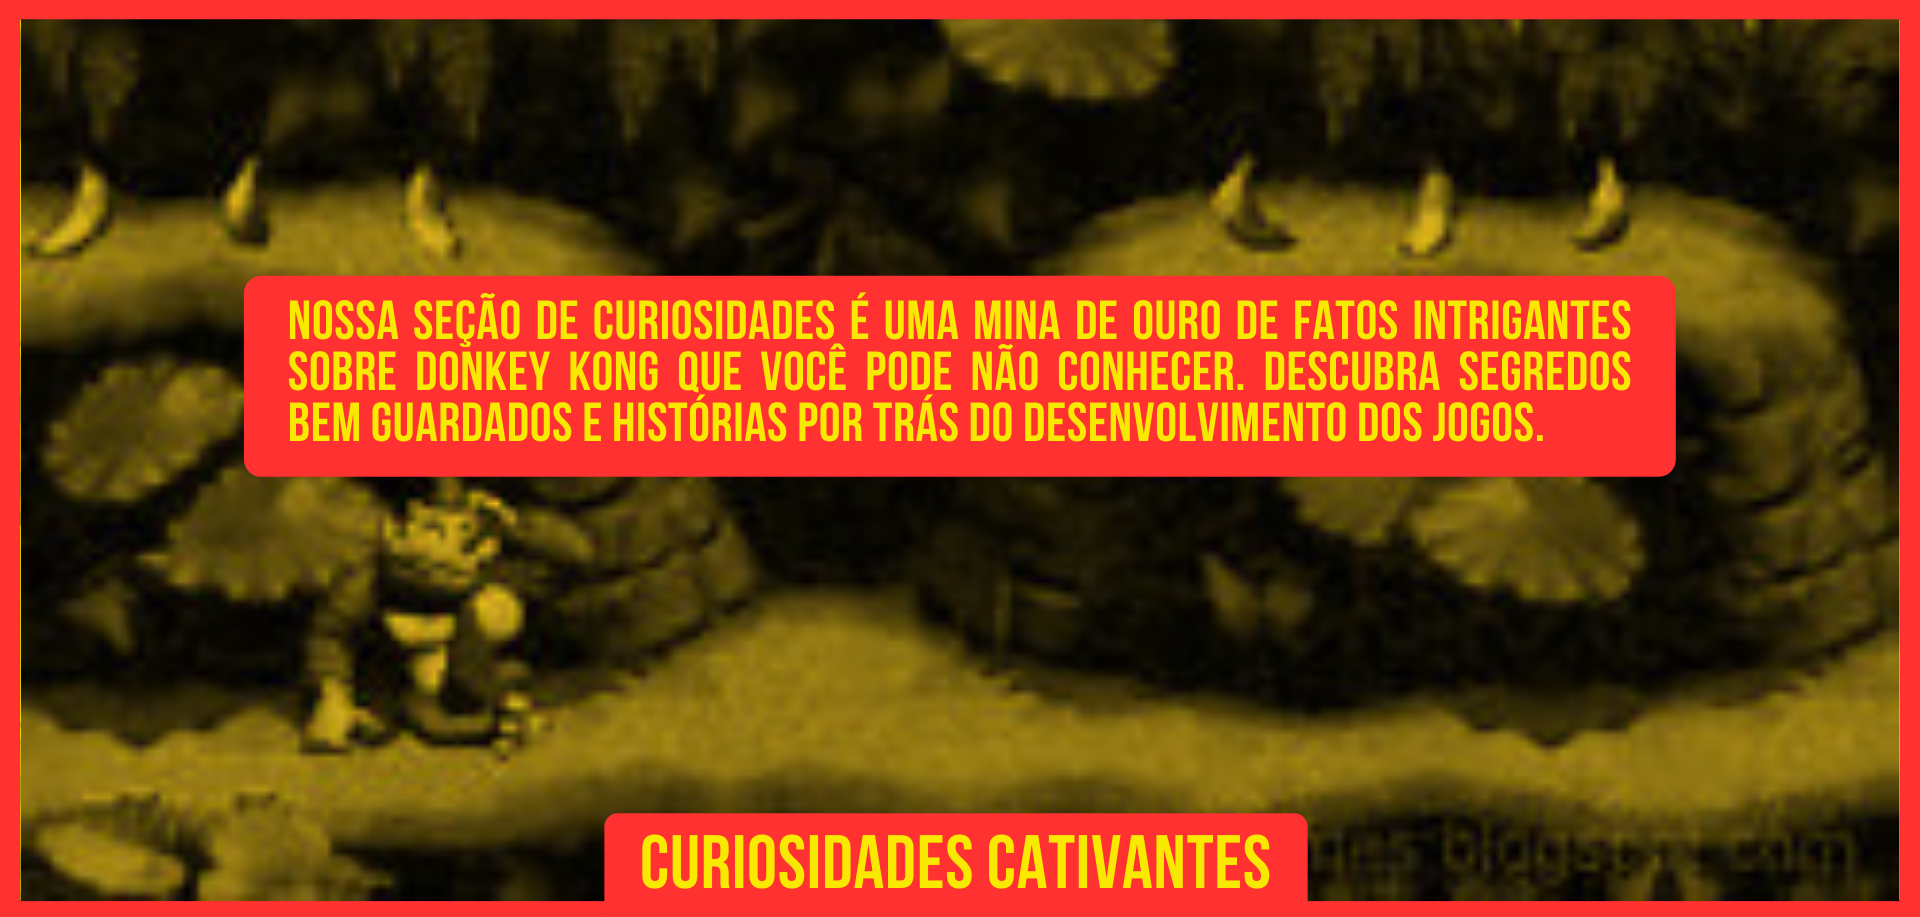 NOSSA SEÇÃO DE CURIOSIDADES É UMA MINA DE OURO DE FATOS INTRIGANTES
SOBRE DONKEY KONG QUE VOCÊ PODE NÃO CONHECER. DESCUBRA SEGREDOS
BEM GUARDADOS E HISTÓRIAS POR TRÁS DO DESENVOLVIMENTO DOS JOGOS.
CURIOSIDADES CATIVANTES